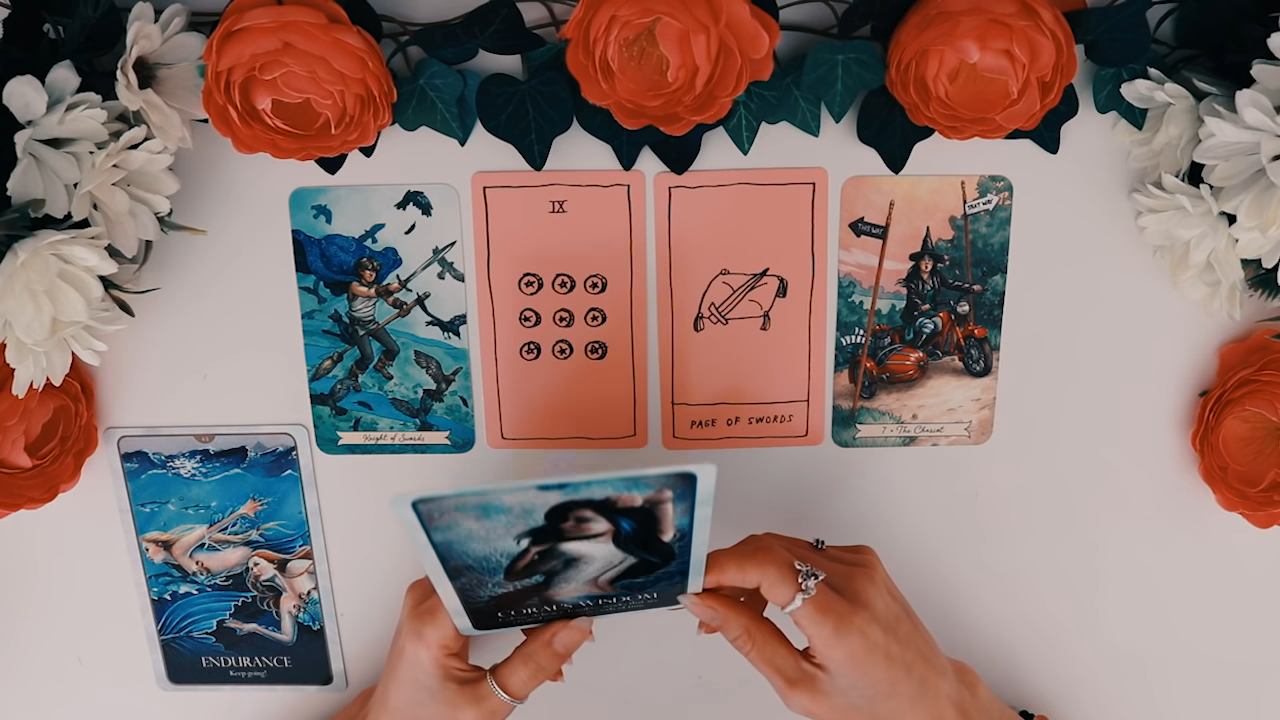 IX
THIS WAY
THAT WAY
Knight of Swords
PAGE OF SWORDS
7 • The Chariot
ENDURANCE
Keep going!
CORAL'S WISDOM